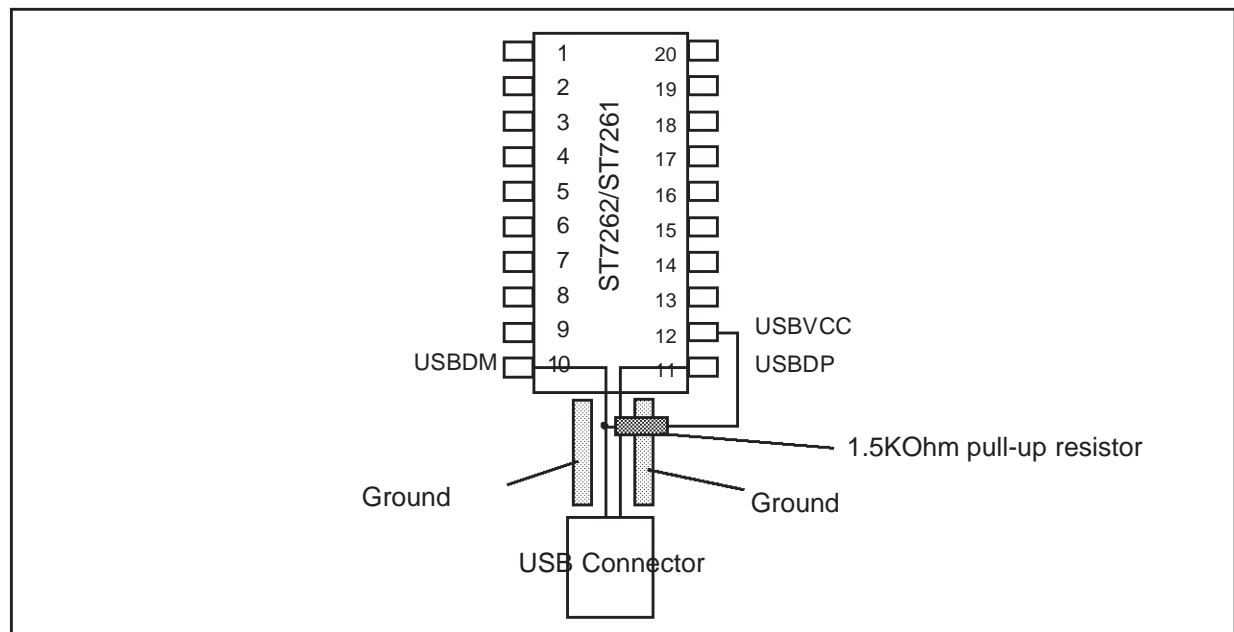 1 20
2 19
3 18
4 17
5 16
6 15
7 14
8 13
9 12 USBVCC
USBDM 10 11 USBDP
ST7262/ST7261
1.5KOhm pull-up resistor
Ground Ground
USB Connector